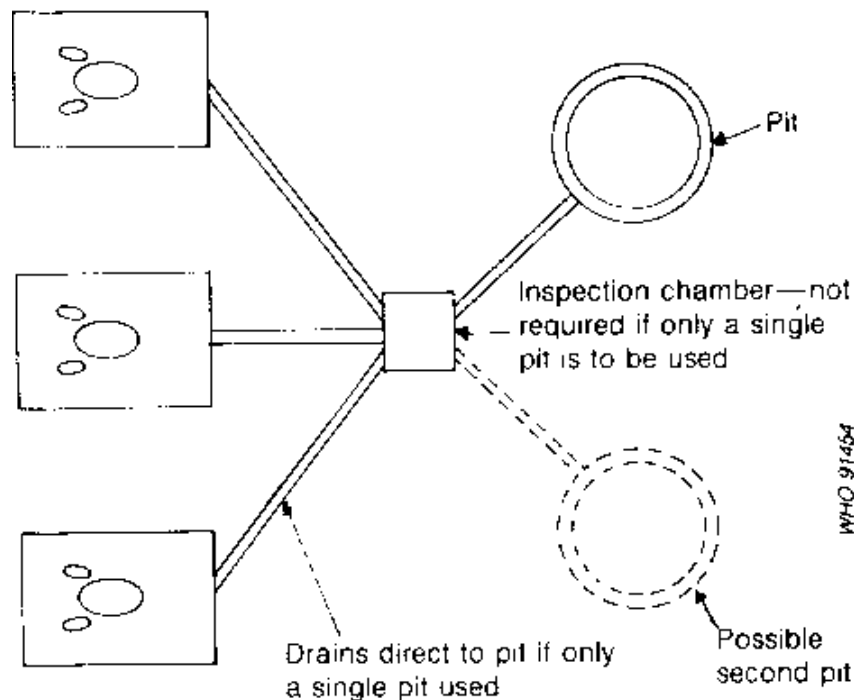 Pit
Inspection chamber—not
required if only a single
pit is to be used
WHO 91454
Drains direct to pit if only
a single pit used
Possible
second pit